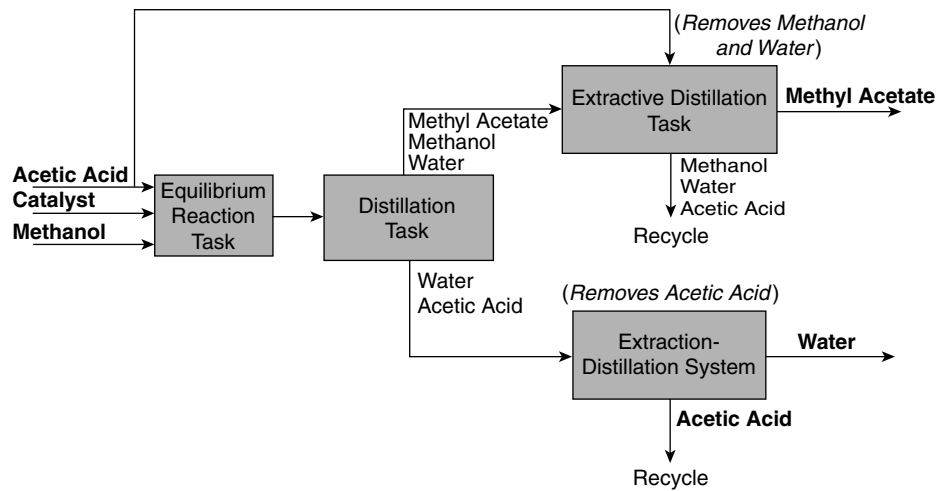 (Removes Methanol
and Water)
Extractive Distillation
Task
Methyl Acetate
Methyl Acetate
Methanol
Water
Methanol
Water
Acetic Acid
Recycle
Acetic Acid
Catalyst
Methanol
Equilibrium
Reaction
Task
Distillation
Task
Water
Acetic Acid
(Removes Acetic Acid)
Extraction-
Distillation System
Water
Acetic Acid
Recycle